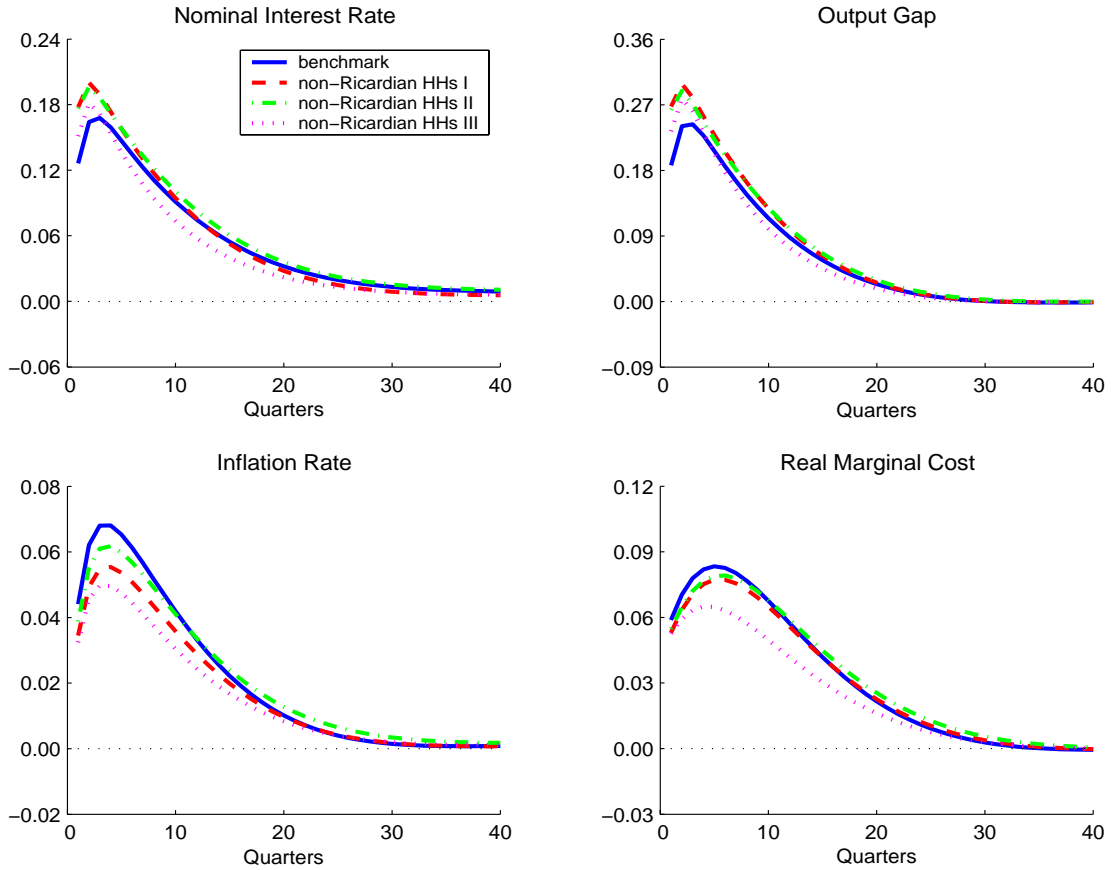 Nominal Interest Rate
0.24
0.18
0.12
0.06
0.00
−0.06
0 10 20 30 40
Quarters
benchmark
non−Ricardian HHs I
non−Ricardian HHs II
non−Ricardian HHs III
Output Gap
0.36
0.27
0.18
0.09
0.00
−0.09
0 10 20 30 40
Quarters
Inflation Rate
0.08
0.06
0.04
0.02
0.00
−0.02
0 10 20 30 40
Quarters
Real Marginal Cost
0.12
0.09
0.06
0.03
0.00
−0.03
0 10 20 30 40
Quarters